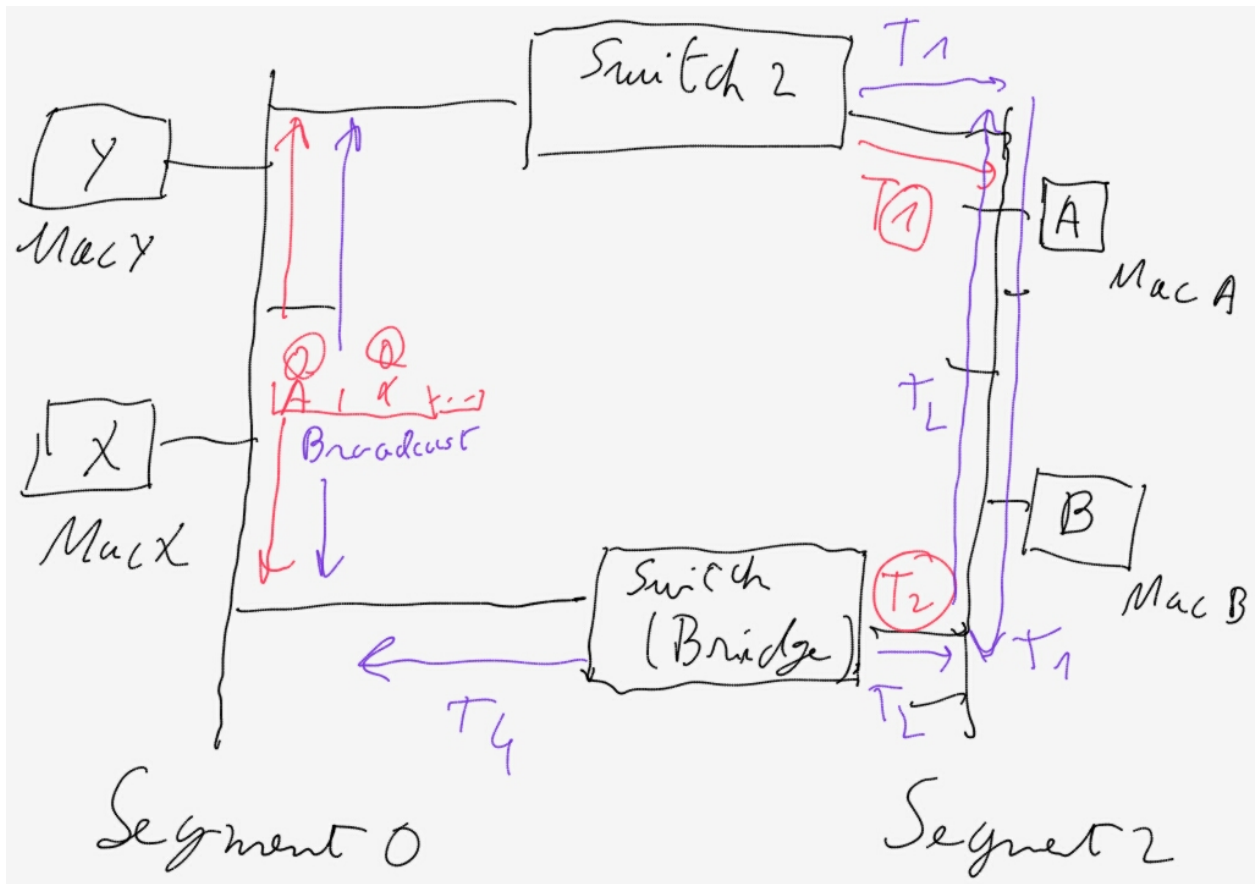 T1
Switch 2
Y
Mac Y
T1
A
Mac A
Q Q
A X ...
Broadcast
T2
X
Mac X
B
Switch
(Bridge)
T2
Mac B
T1
T4
T2
Segment 0
Segmet 2